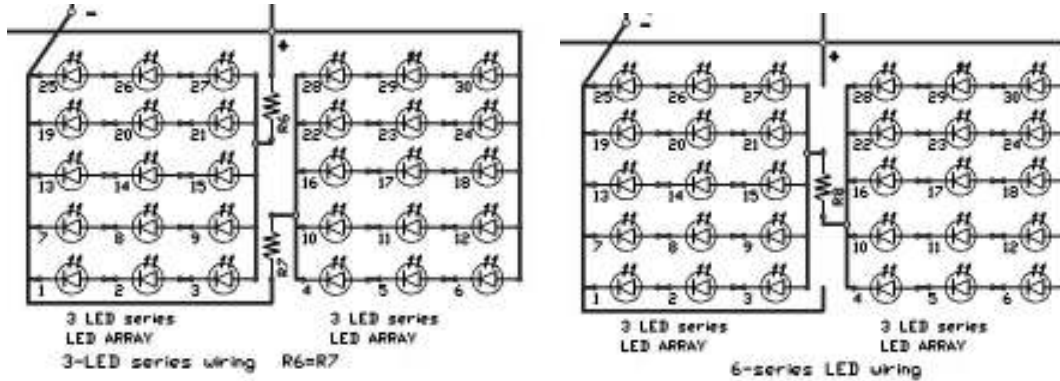 - -
+ +
25 26 27 28 29 30
R6
19 20 21 22 23 24
13 14 15 16 17 18
7 8 9 10 11 12
R7
1 2 3 4 5 6
3 LED series 3 LED series
LED ARRAY LED ARRAY
3-LED series wiring R6=R7
25 26 27 28 29 30
19 20 21 22 23 24
13 14 15 R8 16 17 18
7 8 9 10 11 12
1 2 3 4 5 6
3 LED series 3 LED series
LED ARRAY LED ARRAY
6-series LED wiring